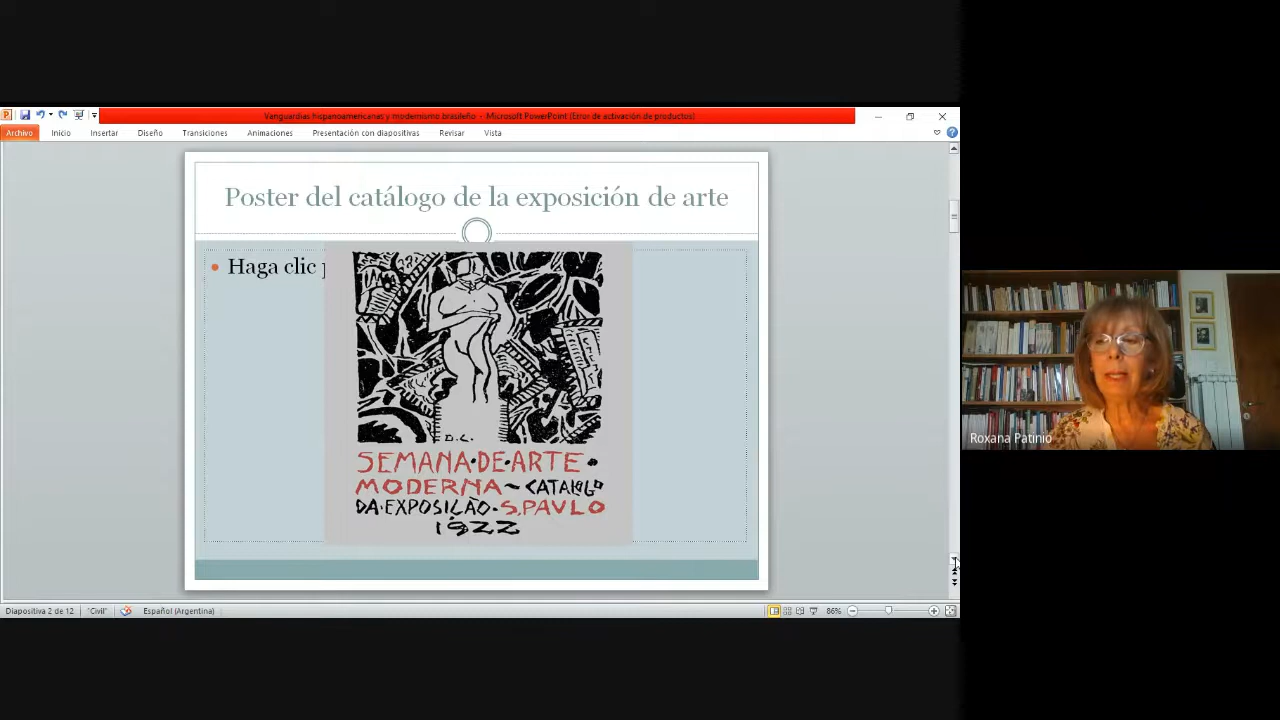 Vanguardias hispanoamericanas y modernismo brasileño - Microsoft PowerPoint (Error de activación de productos)
Archivo Inicio Insertar Diseño Transiciones Animaciones Presentación con diapositivas Revisar Vista
Poster del catálogo de la exposición de arte
Haga clic
D.C.
SEMANA·DE·ARTE·
MODERNA~CATALOGO
DA·EXPOSIÇÃO·S.PAVLO
1922
Roxana Patinio
Diapositiva 2 de 12 "Civil" Español (Argentina) 86%